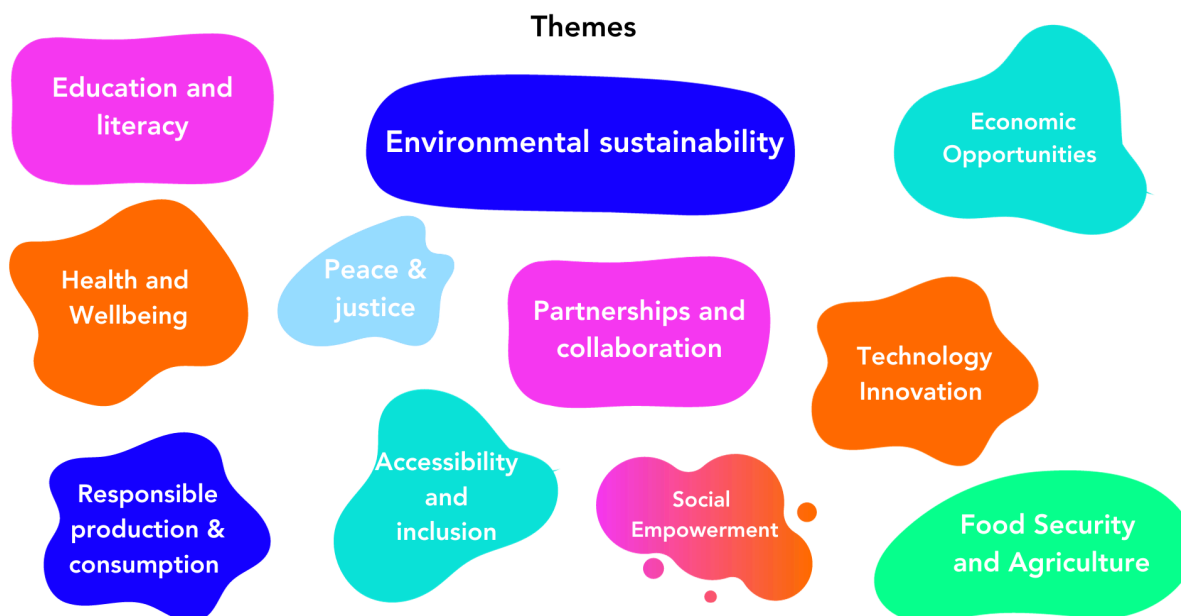 Themes
Education and
literacy
Environmental sustainability
Economic
Opportunities
Health and
Wellbeing
Peace &
justice
Partnerships and
collaboration
Technology
Innovation
Responsible
production &
consumption
Accessibility
and
inclusion
Social
Empowerment
Food Security
and Agriculture